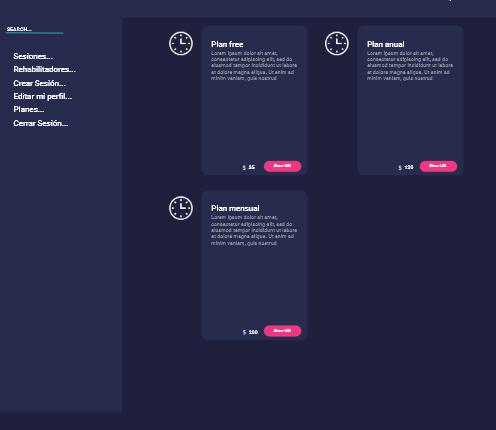 SEARCH...
Sesiones...
Rehabilitadores...
Crear Sesión...
Editar mi perfil...
Planes...
Cerrar Sesión...
Plan free
Lorem ipsum dolor sit amet,
consectetur adipiscing elit, sed do
eiusmod tempor incididunt ut labore
et dolore magna aliqua. Ut enim ad
minim veniam, quis nostrud
$
Plan anual
Lorem ipsum dolor sit amet,
consectetur adipiscing elit, sed do
eiusmod tempor incididunt ut labore
et dolore magna aliqua. Ut enim ad
minim veniam, quis nostrud
$ 120
Plan mensual
Lorem ipsum dolor sit amet,
consectetur adipiscing elit, sed do
eiusmod tempor incididunt ut labore
et dolore magna aliqua. Ut enim ad
minim veniam, quis nostrud
$